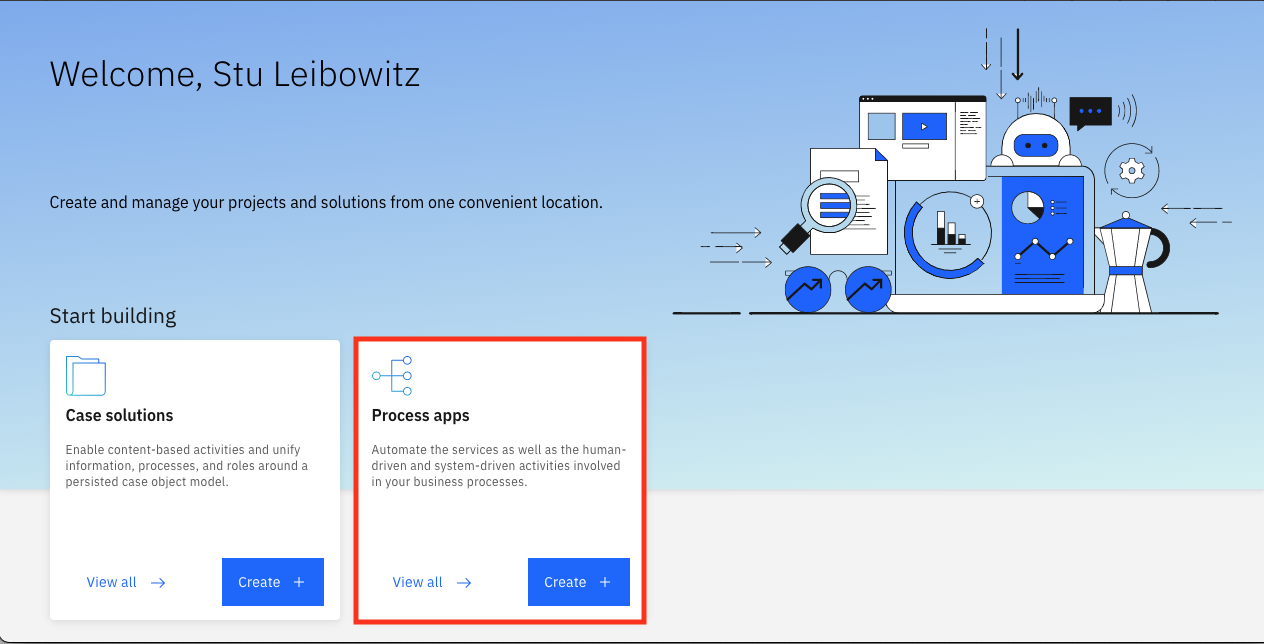 Welcome, Stu Leibowitz
Create and manage your projects and solutions from one convenient location.
Start building
Case solutions
Enable content-based activities and unify
information, processes, and roles around a
persisted case object model.
View all
Create
Process apps
Automate the services as well as the human-
driven and system-driven activities involved
in your business processes.
View all
Create